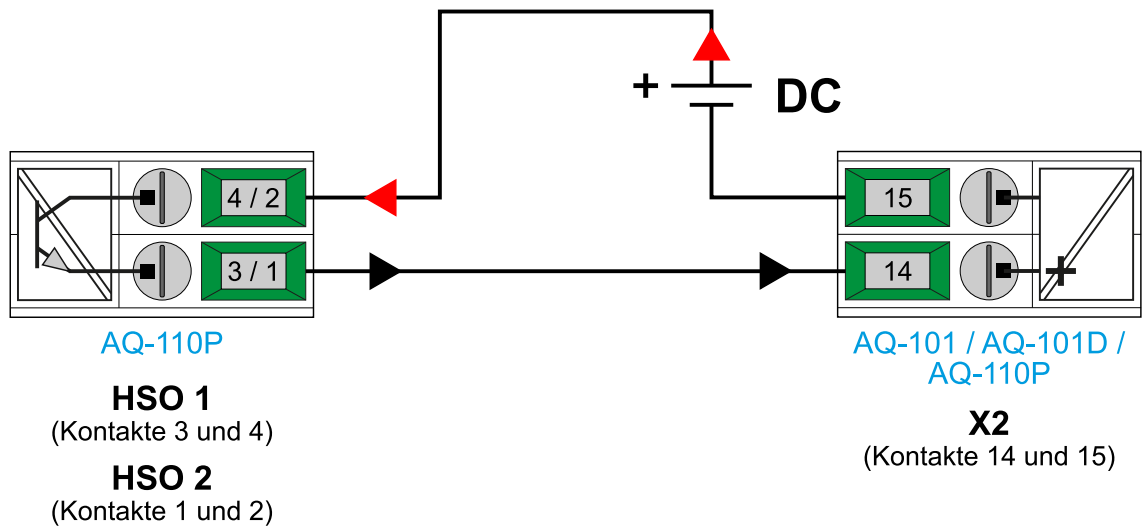 + DC
4 / 2
15
3 / 1
14
+
AQ-110P
HSO 1
(Kontakte 3 und 4)
HSO 2
(Kontakte 1 und 2)
AQ-101 / AQ-101D /
AQ-110P
X2
(Kontakte 14 und 15)